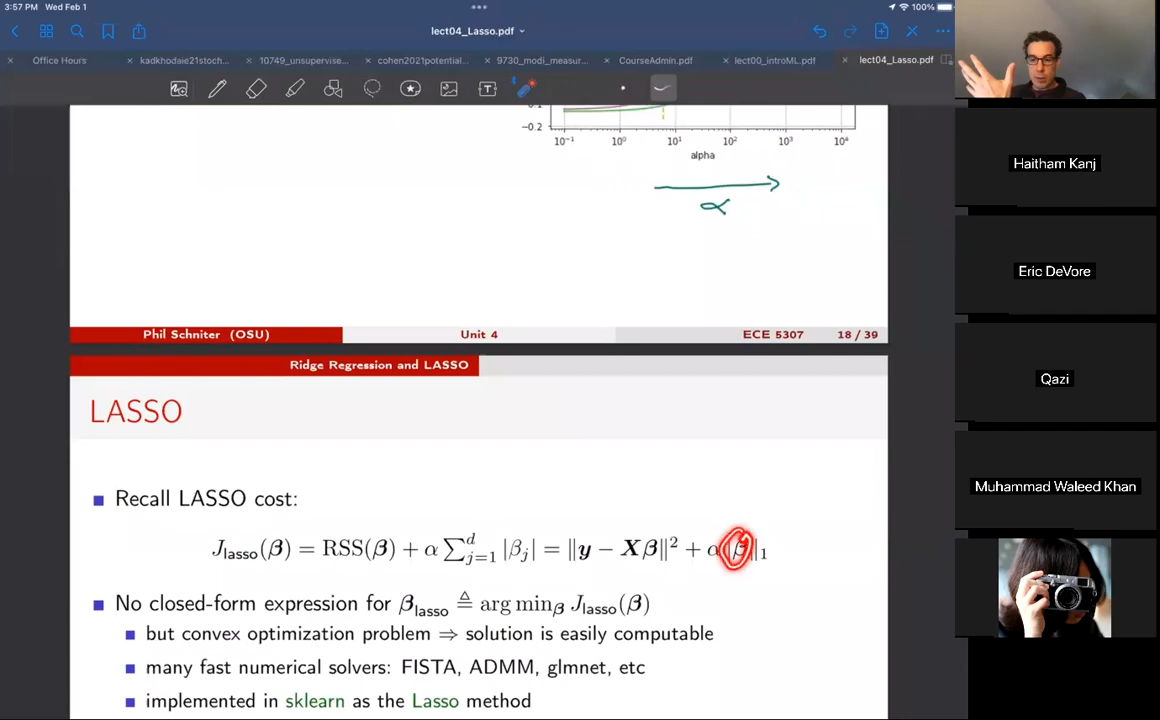 3:57 PM Wed Feb 1
100%
lect04_Lasso.pdf
Office Hours
kadkhodaie21stoch...
10749_unsupervise...
cohen2021potential...
9730_modi_measur...
CourseAdmin.pdf
lect00_introML.pdf
lect04_Lasso.pdf
-0.2
10⁻¹ 10⁰ 10¹ 10² 10³ 10⁴
alpha
α
Phil Schniter (OSU) Unit 4 ECE 5307 18 / 39
Ridge Regression and LASSO
LASSO
Recall LASSO cost:
J_lasso(β) = RSS(β) + α ∑_{j=1}^{d} |β_j| = ‖y − Xβ‖² + α‖β‖₁
No closed-form expression for β_lasso ≜ arg min_β J_lasso(β)
but convex optimization problem ⇒ solution is easily computable
many fast numerical solvers: FISTA, ADMM, glmnet, etc
implemented in sklearn as the Lasso method
Haitham Kanj
Eric DeVore
Qazi
Muhammad Waleed Khan